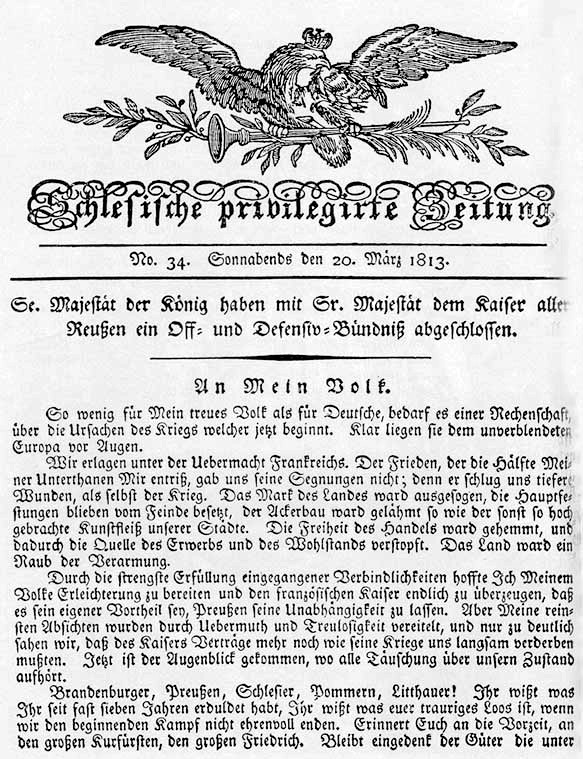 Schlesische privilegirte Zeitung
No. 34. Sonnabends den 20. März 1813.
Se. Majestät der König haben mit Sr. Majestät dem Kaiser aller
Reußen ein Off- und Defensiv-Bündniß abgeschlossen.
An Mein Volk.
So wenig für Mein treues Volk als für Deutsche, bedarf es einer Rechenschaft,
über die Ursachen des Kriegs welcher jetzt beginnt. Klar liegen sie dem unverblendeten
Europa vor Augen.
Wir erlagen unter der Uebermacht Frankreichs. Der Frieden, der die Hälfte Mei-
ner Unterthanen Mir entriß, gab uns seine Segnungen nicht; denn er schlug uns tiefere
Wunden, als selbst der Krieg. Das Mark des Landes ward ausgesogen, die Hauptfe-
stungen blieben vom Feinde besetzt, der Ackerbau ward gelähmt so wie der sonst so hoch
gebrachte Kunstfleiß unserer Städte. Die Freiheit des Handels ward gehemmt, und
dadurch die Quelle des Erwerbs und des Wohlstands verstopft. Das Land ward ein
Raub der Verarmung.
Durch die strengste Erfüllung eingegangener Verbindlichkeiten hoffte Ich Meinem
Volke Erleichterung zu bereiten und den französischen Kaiser endlich zu überzeugen, daß
es sein eigener Vortheil sey, Preußen seine Unabhängigkeit zu lassen. Aber Meine rein-
sten Absichten wurden durch Uebermuth und Treulosigkeit vereitelt, und nur zu deutlich
sahen wir, daß des Kaisers Verträge mehr noch wie seine Kriege uns langsam verderben
mußten. Jetzt ist der Augenblick gekommen, wo alle Täuschung über unsern Zustand
aufhört.
Brandenburger, Preußen, Schlesier, Pommern, Litthauer! Ihr wißt was
Ihr seit fast sieben Jahren erduldet habt, Ihr wißt was euer trauriges Loos ist, wenn
wir den beginnenden Kampf nicht ehrenvoll enden. Erinnert Euch an die Vorzeit, an
den großen Kurfürsten, den großen Friedrich. Bleibt eingedenk der Güter die unter